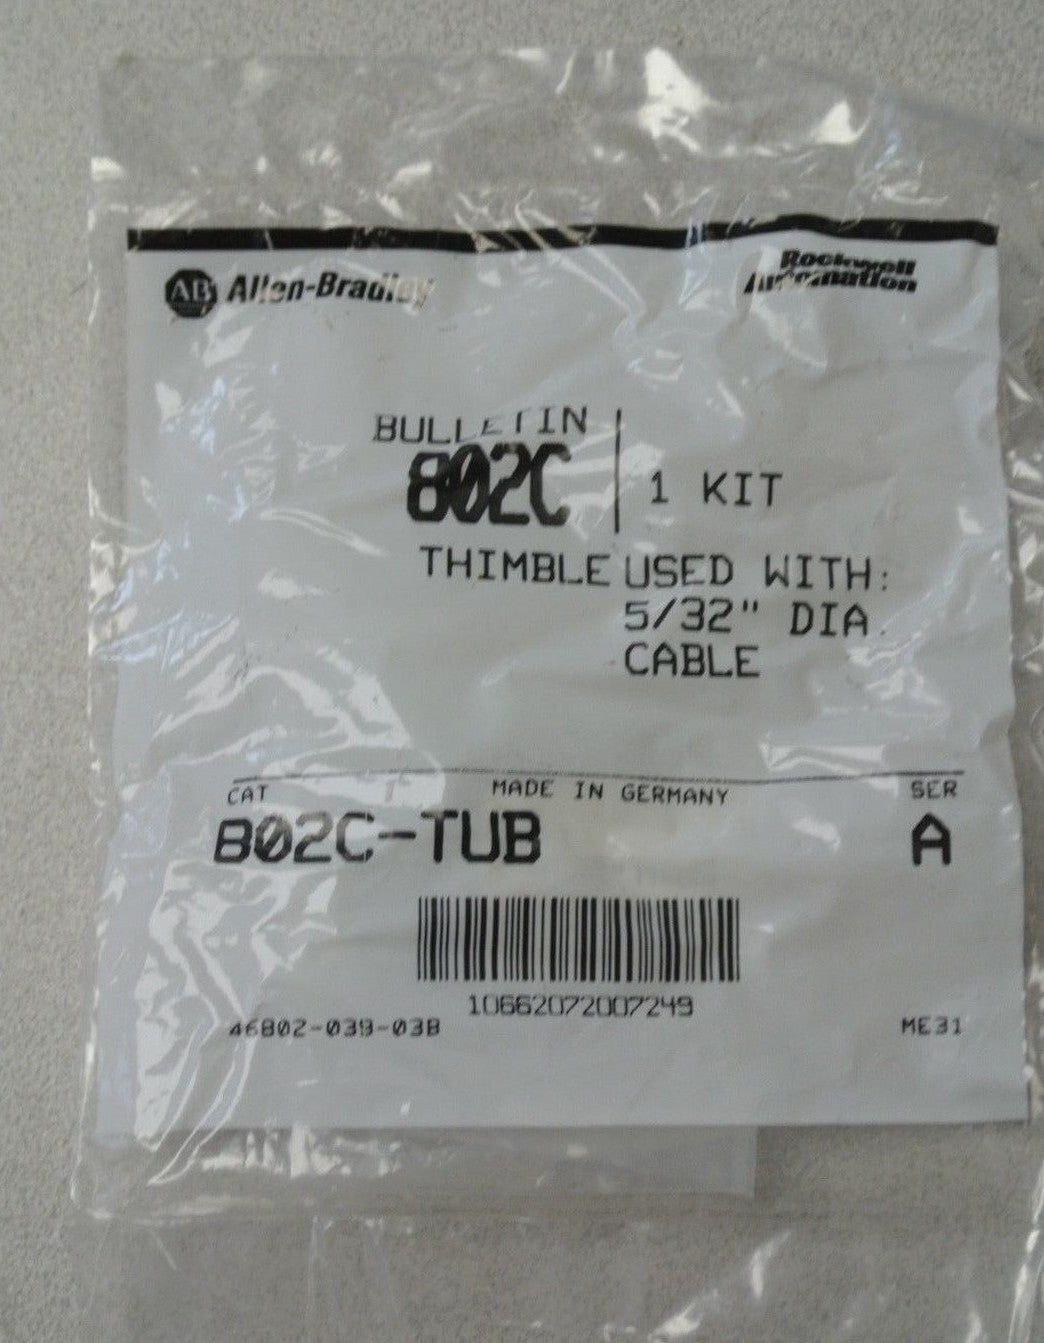 AB Allen-Bradley
Rockwell
Automation
BULLETIN
802C
1 KIT
THIMBLE USED WITH:
5/32" DIA.
CABLE
CAT
MADE IN GERMANY
SER
802C-TUB
A
10662072007249
46802-039-03B
ME31